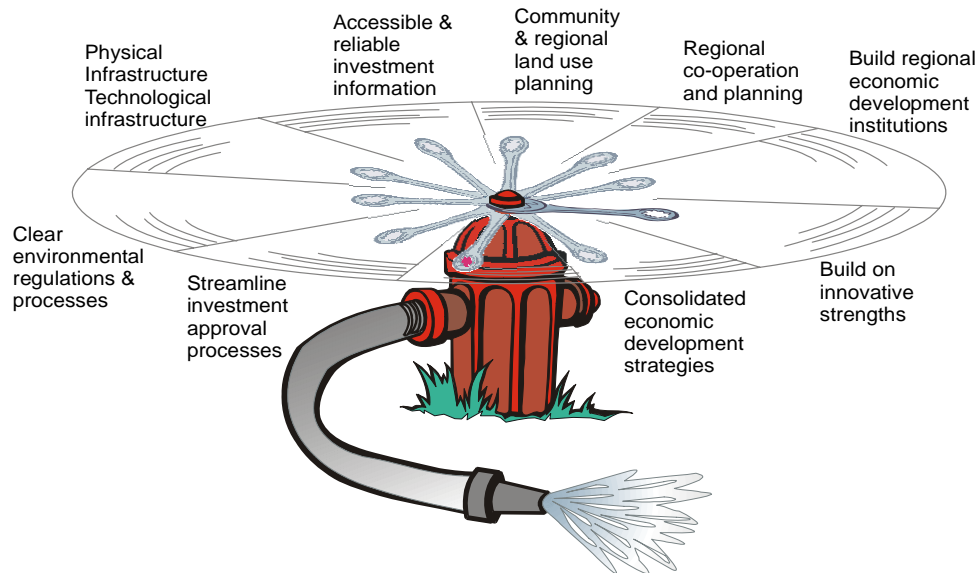 Physical
Infrastructure
Technological
infrastructure
Accessible &
reliable
investment
information
Community
& regional
land use
planning
Regional
co-operation
and planning
Build regional
economic
development
institutions
Clear
environmental
regulations &
processes
Streamline
investment
approval
processes
Consolidated
economic
development
strategies
Build on
innovative
strengths